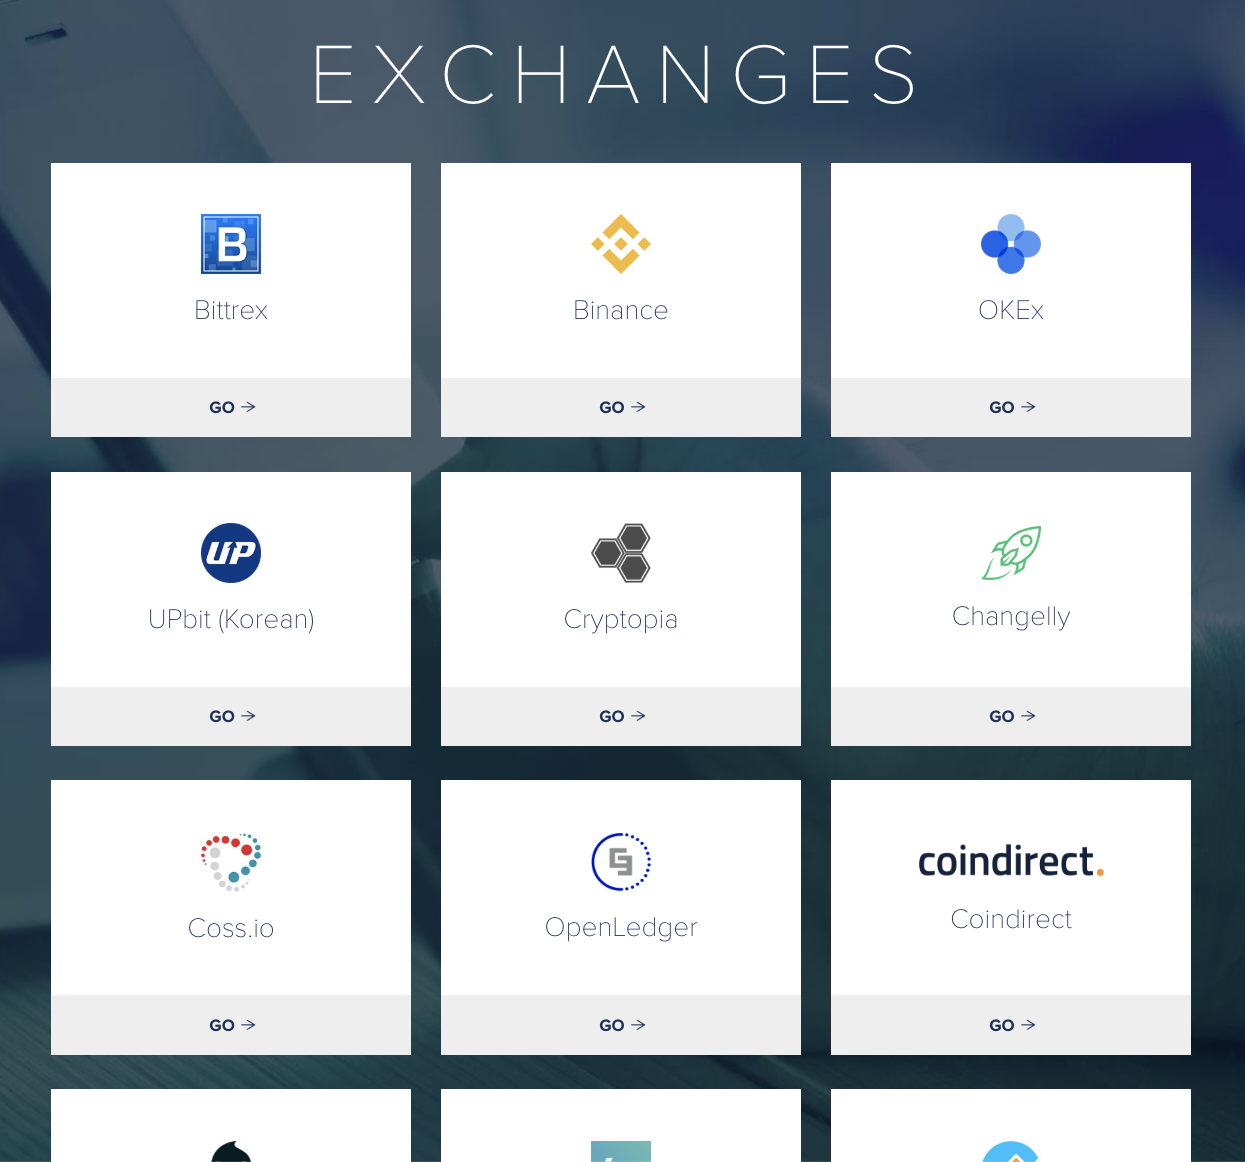 EXCHANGES
B
Bittrex
Binance
OKEx
GO →
GO →
GO →
UP
UPbit (Korean)
Cryptopia
Changelly
GO →
GO →
GO →
coindirect.
Coss.io
OpenLedger
Coindirect
GO →
GO →
GO →